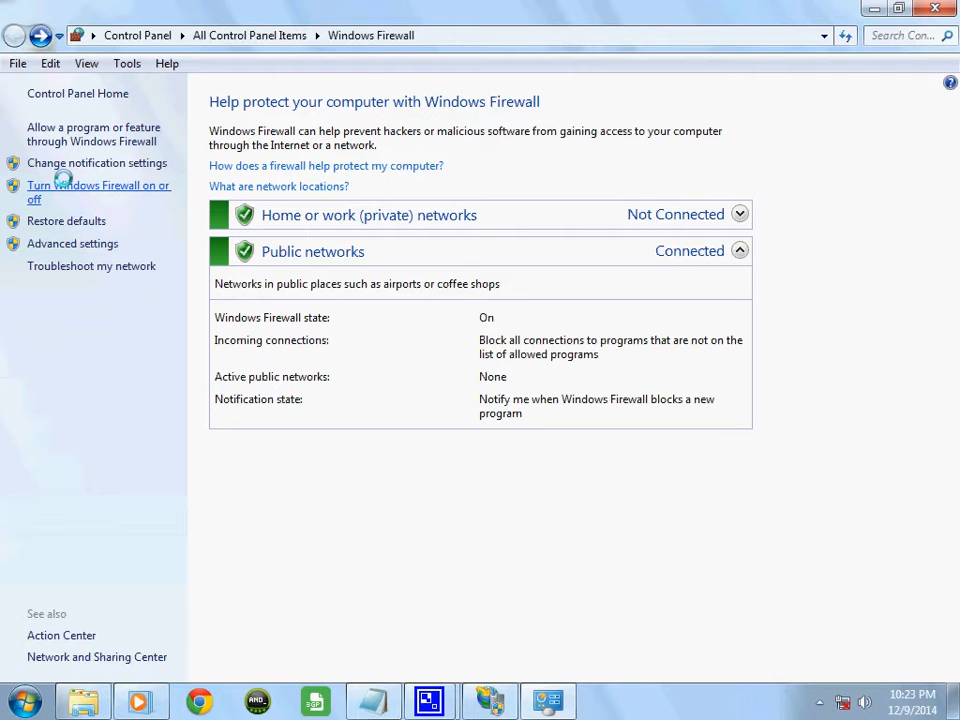 Control Panel
All Control Panel Items
Windows Firewall
Search Con...
File
Edit
View
Tools
Help
Control Panel Home
Allow a program or feature
through Windows Firewall
Change notification settings
Turn Windows Firewall on or
off
Restore defaults
Advanced settings
Troubleshoot my network
See also
Action Center
Network and Sharing Center
Help protect your computer with Windows Firewall
Windows Firewall can help prevent hackers or malicious software from gaining access to your computer
through the Internet or a network.
How does a firewall help protect my computer?
What are network locations?
Home or work (private) networks Not Connected
Public networks Connected
Networks in public places such as airports or coffee shops
Windows Firewall state: On
Incoming connections: Block all connections to programs that are not on the
list of allowed programs
Active public networks: None
Notification state: Notify me when Windows Firewall blocks a new
program
AND
3GP
10:23 PM
12/9/2014